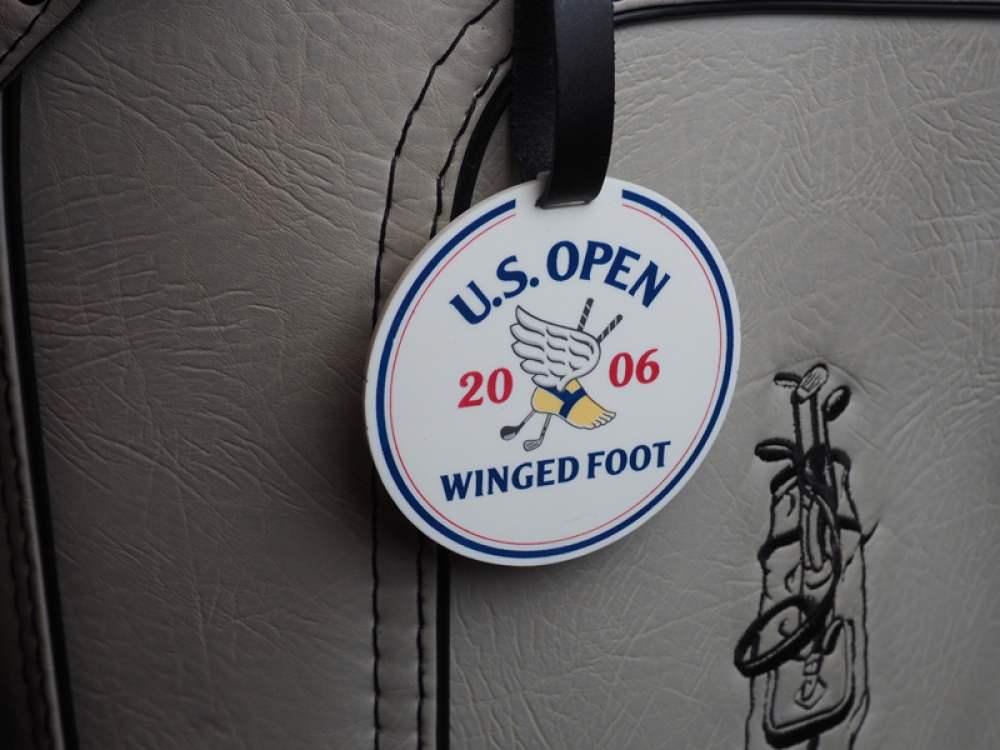 U.S. OPEN
20 06
WINGED FOOT